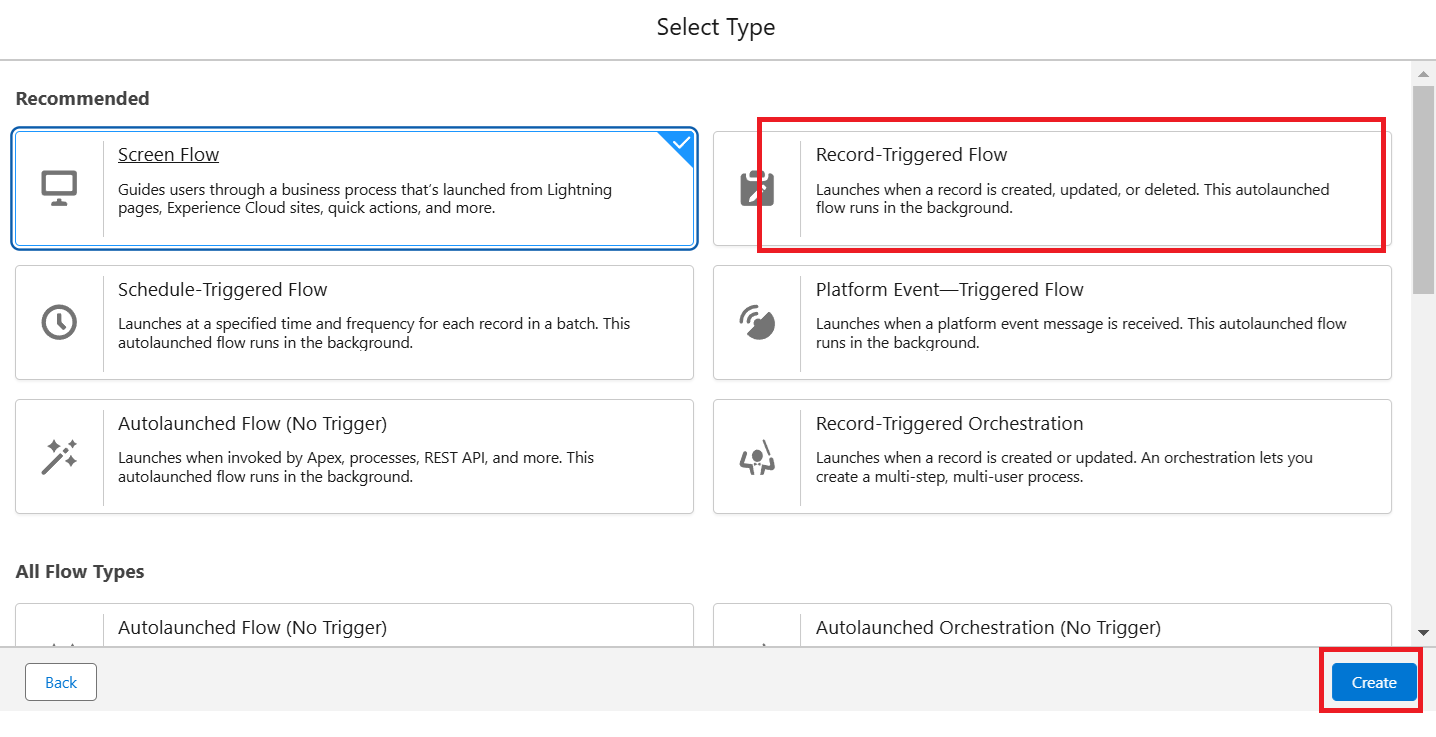 Select Type
Recommended
Screen Flow
Guides users through a business process that’s launched from Lightning
pages, Experience Cloud sites, quick actions, and more.
Record-Triggered Flow
Launches when a record is created, updated, or deleted. This autolaunched
flow runs in the background.
Schedule-Triggered Flow
Launches at a specified time and frequency for each record in a batch. This
autolaunched flow runs in the background.
Platform Event—Triggered Flow
Launches when a platform event message is received. This autolaunched flow
runs in the background.
Autolaunched Flow (No Trigger)
Launches when invoked by Apex, processes, REST API, and more. This
autolaunched flow runs in the background.
Record-Triggered Orchestration
Launches when a record is created or updated. An orchestration lets you
create a multi-step, multi-user process.
All Flow Types
Autolaunched Flow (No Trigger)
Autolaunched Orchestration (No Trigger)
Back
Create